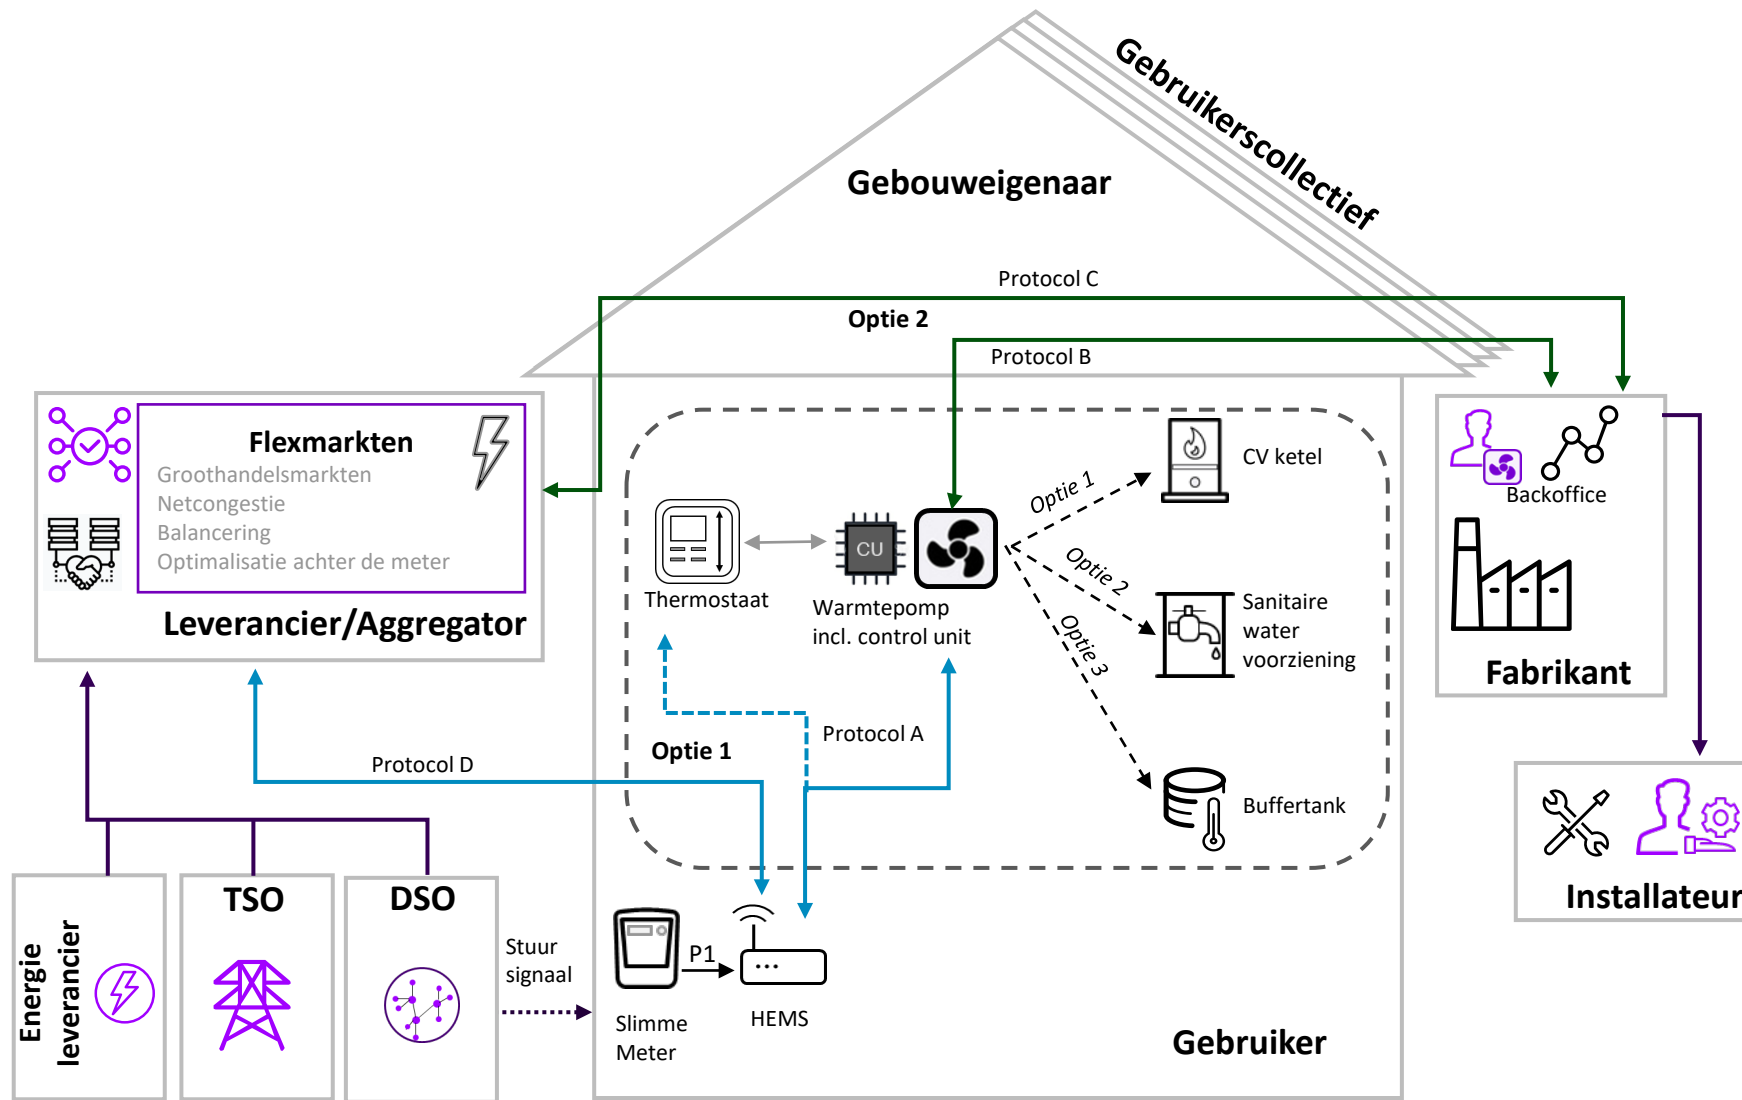 Gebruikerscollectief
Gebouweigenaar
Protocol C
Optie 2
Protocol B
Flexmarkten
Groothandelsmarkten
Netcongestie
Balancering
Optimalisatie achter de meter
Leverancier/Aggregator
Thermostaat
CU
Warmtepomp
incl. control unit
Optie 1
CV ketel
Optie 2
Sanitaire
water
voorziening
Optie 3
Buffertank
Backoffice
Fabrikant
Protocol A
Optie 1
Protocol D
Installateur
Energie
leverancier
TSO
DSO
Stuur
signaal
P1
Slimme
Meter
HEMS
Gebruiker